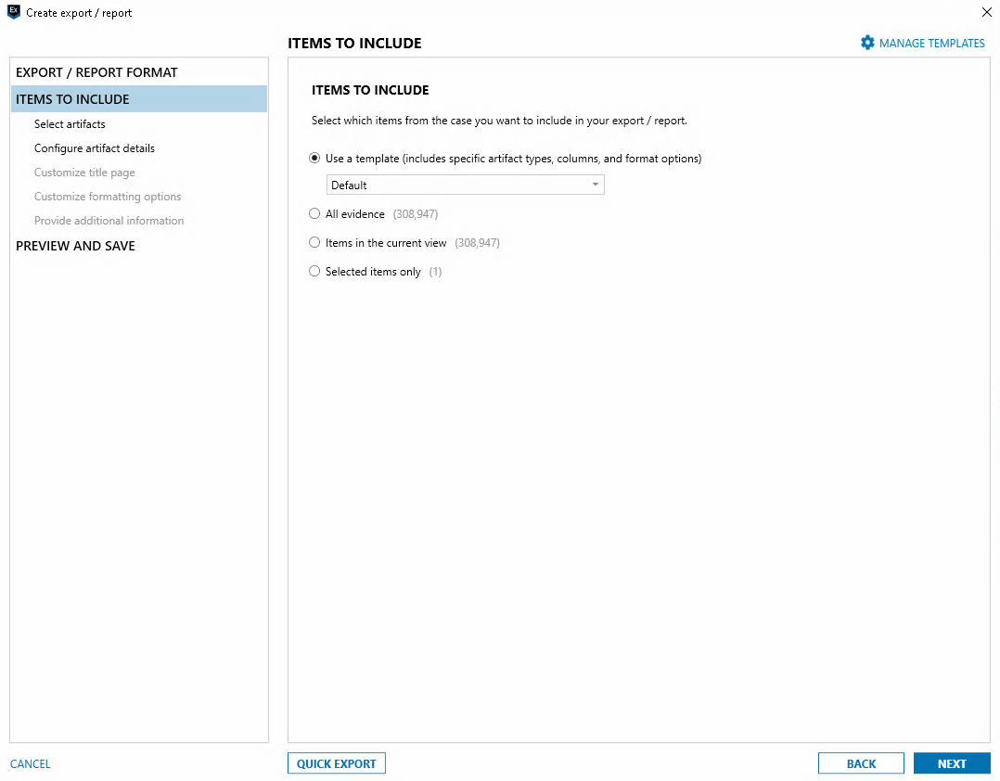 Ex Create export / report
ITEMS TO INCLUDE
MANAGE TEMPLATES
EXPORT / REPORT FORMAT
ITEMS TO INCLUDE
Select artifacts
Configure artifact details
Customize title page
Customize formatting options
Provide additional information
PREVIEW AND SAVE
ITEMS TO INCLUDE
Select which items from the case you want to include in your export / report.
Use a template (includes specific artifact types, columns, and format options)
Default
All evidence (308,947)
Items in the current view (308,947)
Selected items only (1)
CANCEL
QUICK EXPORT
BACK
NEXT